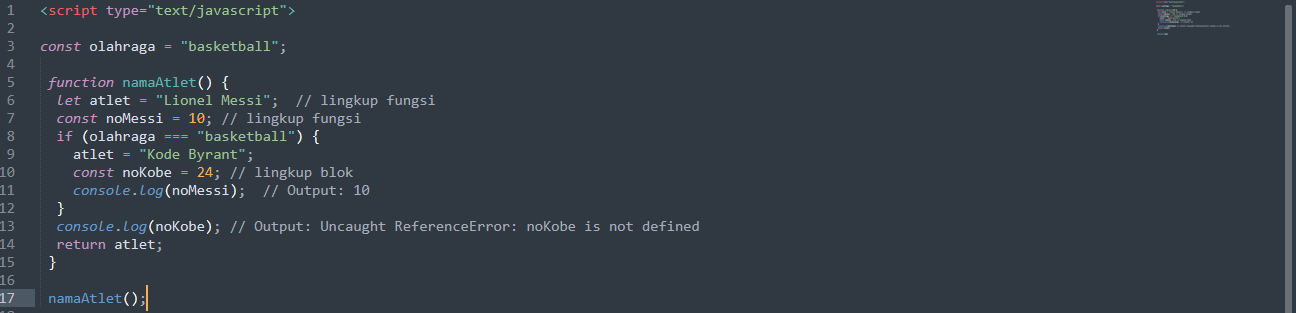 1 <script type="text/javascript">
2
3 const olahraga = "basketball";
4
5 function namaAtlet() {
6 let atlet = "Lionel Messi"; // lingkup fungsi
7 const noMessi = 10; // lingkup fungsi
8 if (olahraga === "basketball") {
9 atlet = "Kode Byrant";
10 const noKobe = 24; // lingkup blok
11 console.log(noMessi); // Output: 10
12 }
13 console.log(noKobe); // Output: Uncaught ReferenceError: noKobe is not defined
14 return atlet;
15 }
16
17 namaAtlet();